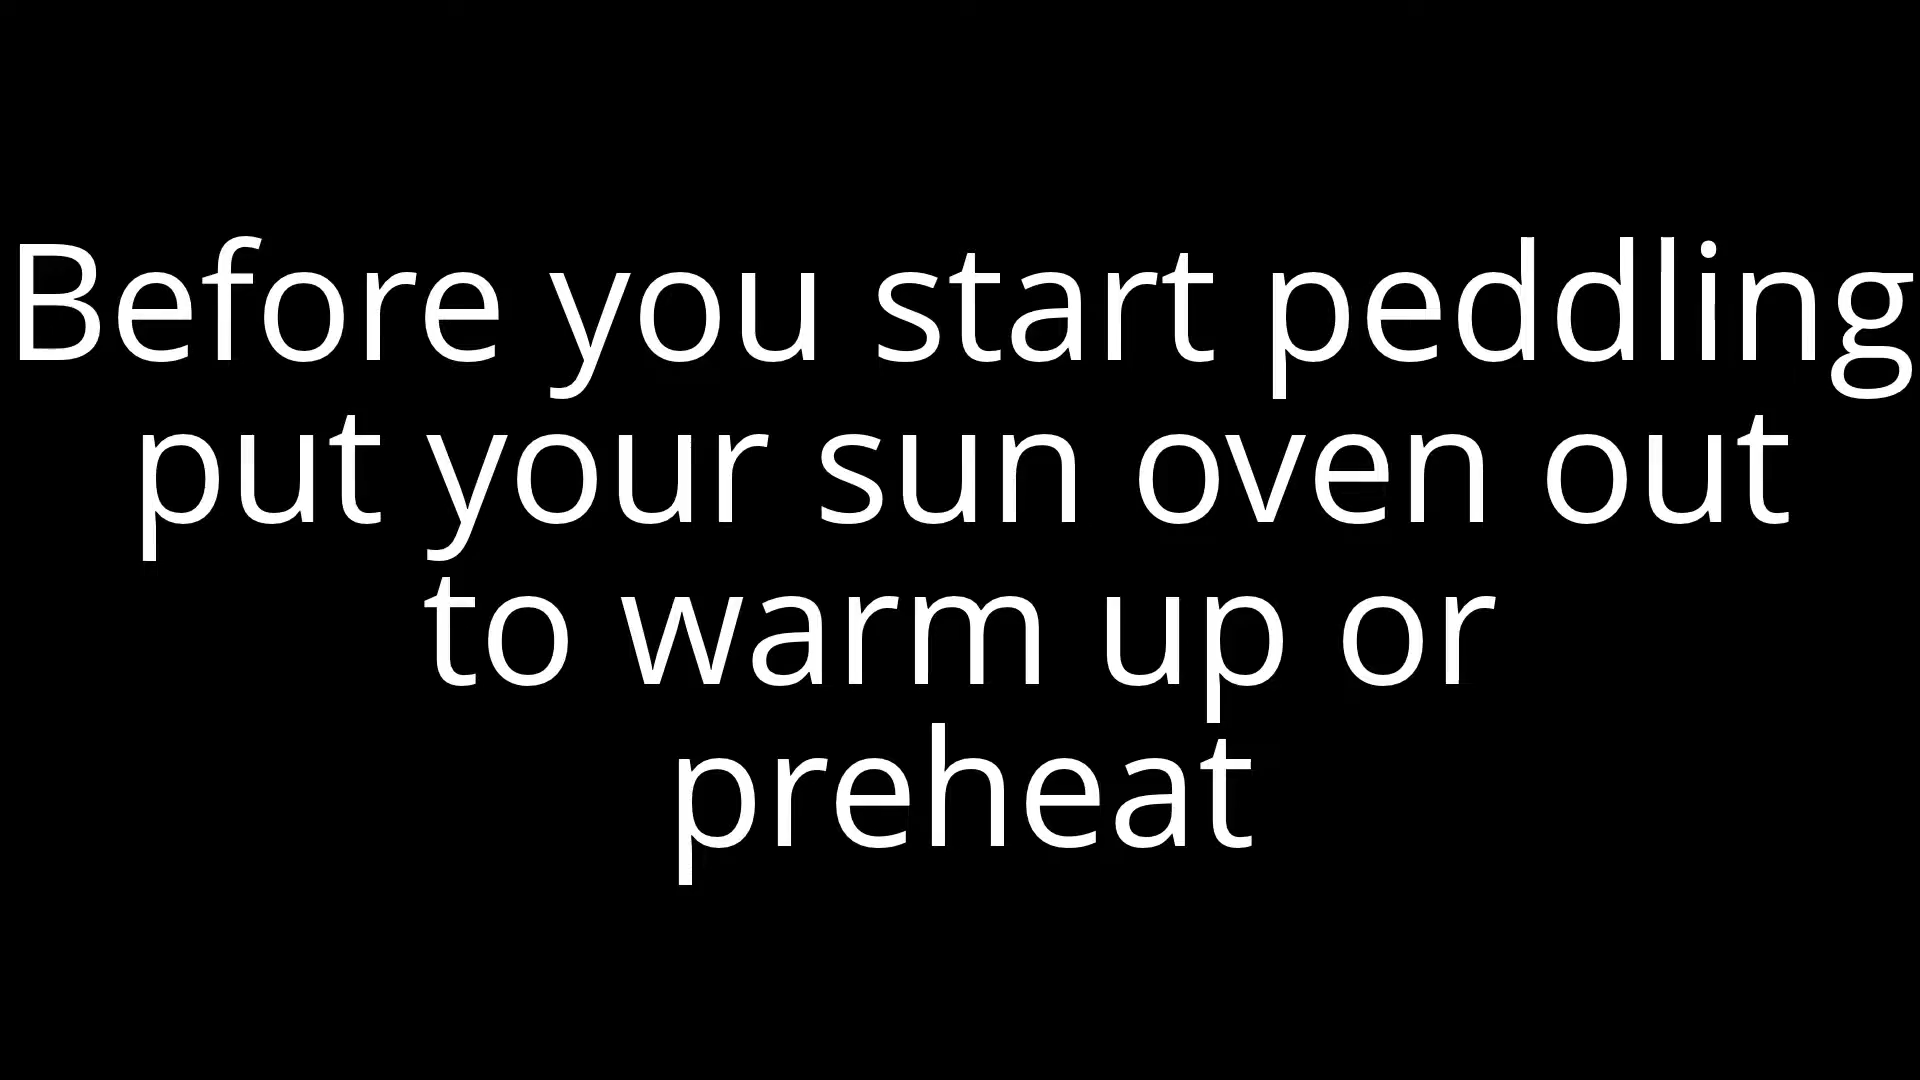 Before you start peddling
put your sun oven out
to warm up or
preheat